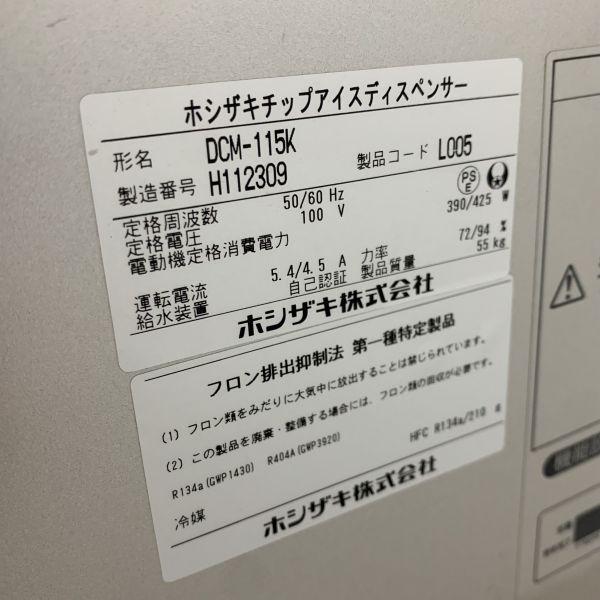 ホシザキチップアイスディスペンサー
形名 DCM-115K 製品コード L005
製造番号 H112309
PS E
定格周波数 50/60 Hz
定格電圧 100 V
電動機定格消費電力 390/425 W
運転電流 5.4/4.5 A 力率 72/94 %
給水装置 自己認証 製品質量 55 kg
ホシザキ株式会社
フロン排出抑制法 第一種特定製品
(1) フロン類をみだりに大気中に放出することは禁じられています。
(2) この製品を廃棄・整備する場合には、フロン類の回収が必要です。
R134a(GWP1430) R404A(GWP3920)
冷媒 HFC R134a/210 g
ホシザキ株式会社